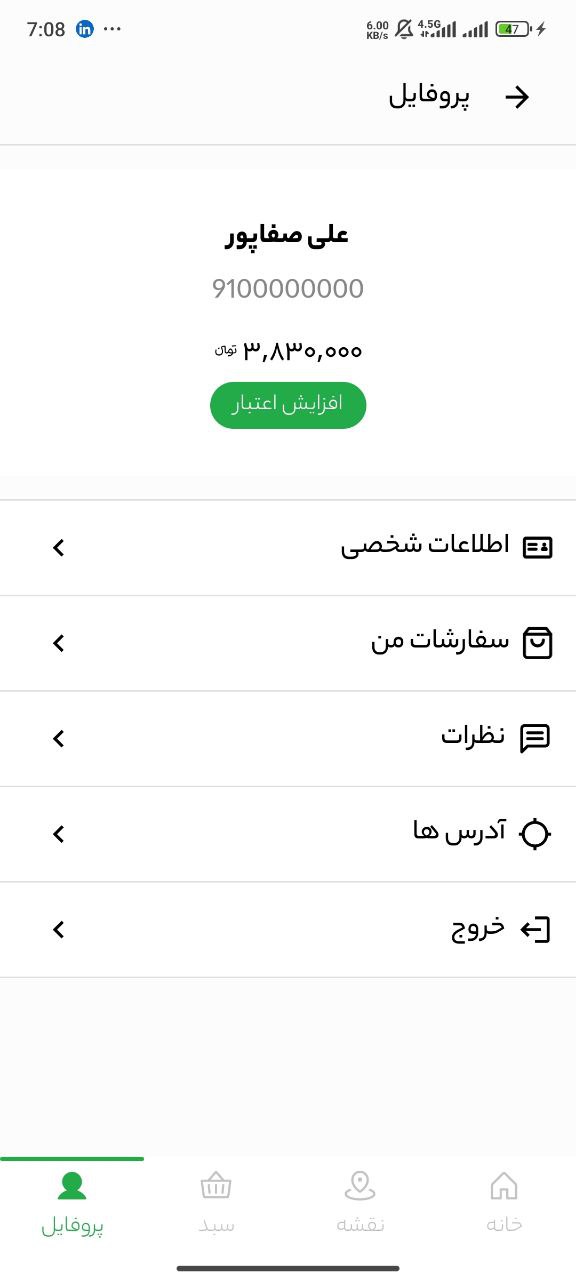 7:08 in ... 6.00 KB/s 4.5G 47
پروفایل
علی صفاپور
9100000000
۳,۸۳۰,۰۰۰ تومان
افزایش اعتبار
اطلاعات شخصی
سفارشات من
نظرات
آدرس ها
خروج
خانه نقشه سبد پروفایل